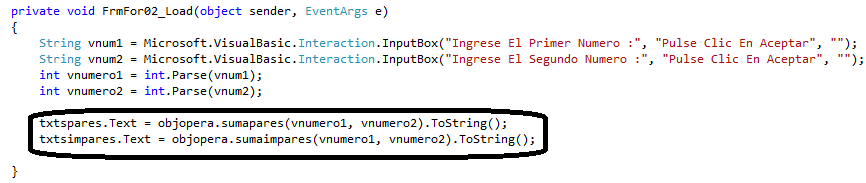 private void FrmFor02_Load(object sender, EventArgs e)
{
String vnum1 = Microsoft.VisualBasic.Interaction.InputBox("Ingrese El Primer Numero :", "Pulse Clic En Aceptar", "");
String vnum2 = Microsoft.VisualBasic.Interaction.InputBox("Ingrese El Segundo Numero :", "Pulse Clic En Aceptar", "");
int vnumero1 = int.Parse(vnum1);
int vnumero2 = int.Parse(vnum2);
txtspares.Text = objopera.sumapares(vnumero1, vnumero2).ToString();
txtsimpares.Text = objopera.sumaimpares(vnumero1, vnumero2).ToString();
}